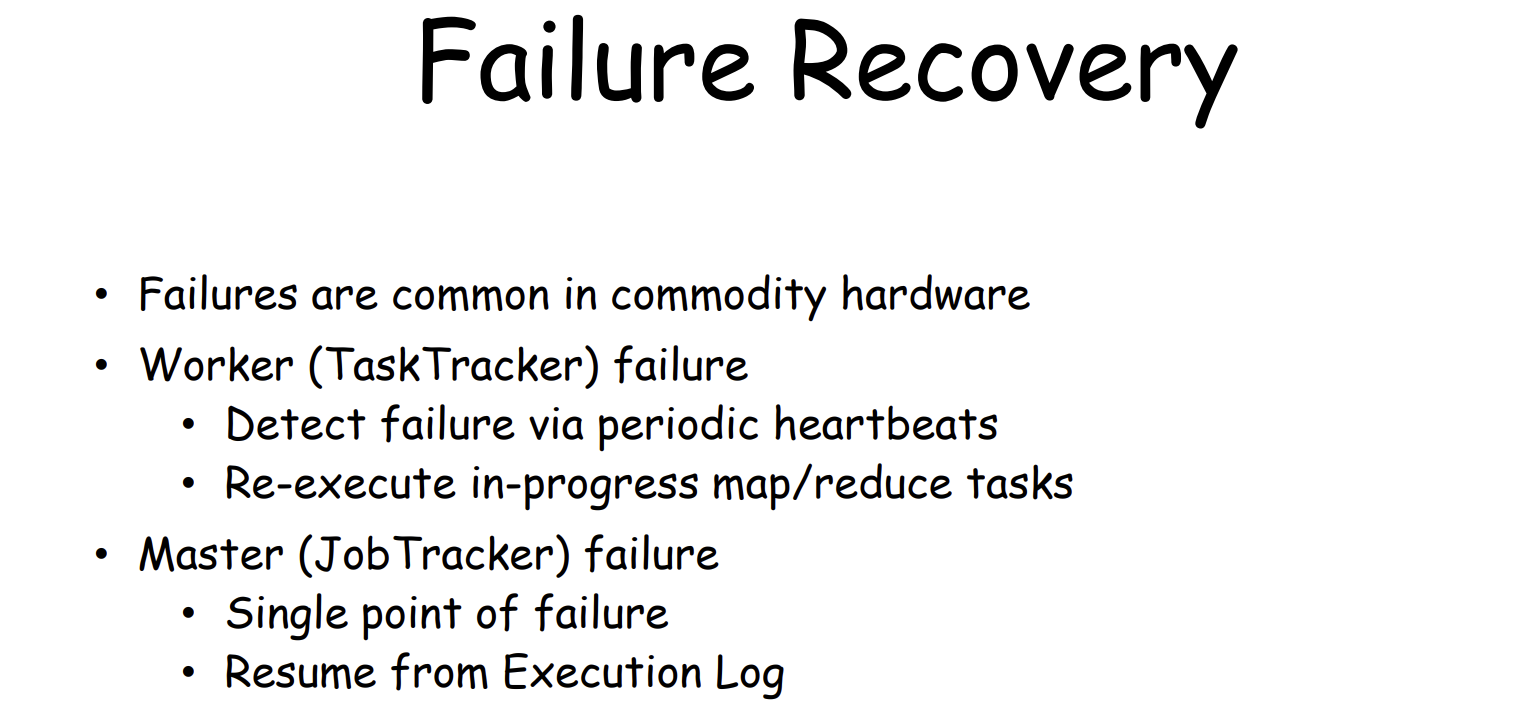 Failure Recovery
• Failures are common in commodity hardware
• Worker (TaskTracker) failure
• Detect failure via periodic heartbeats
• Re-execute in-progress map/reduce tasks
• Master (JobTracker) failure
• Single point of failure
• Resume from Execution Log